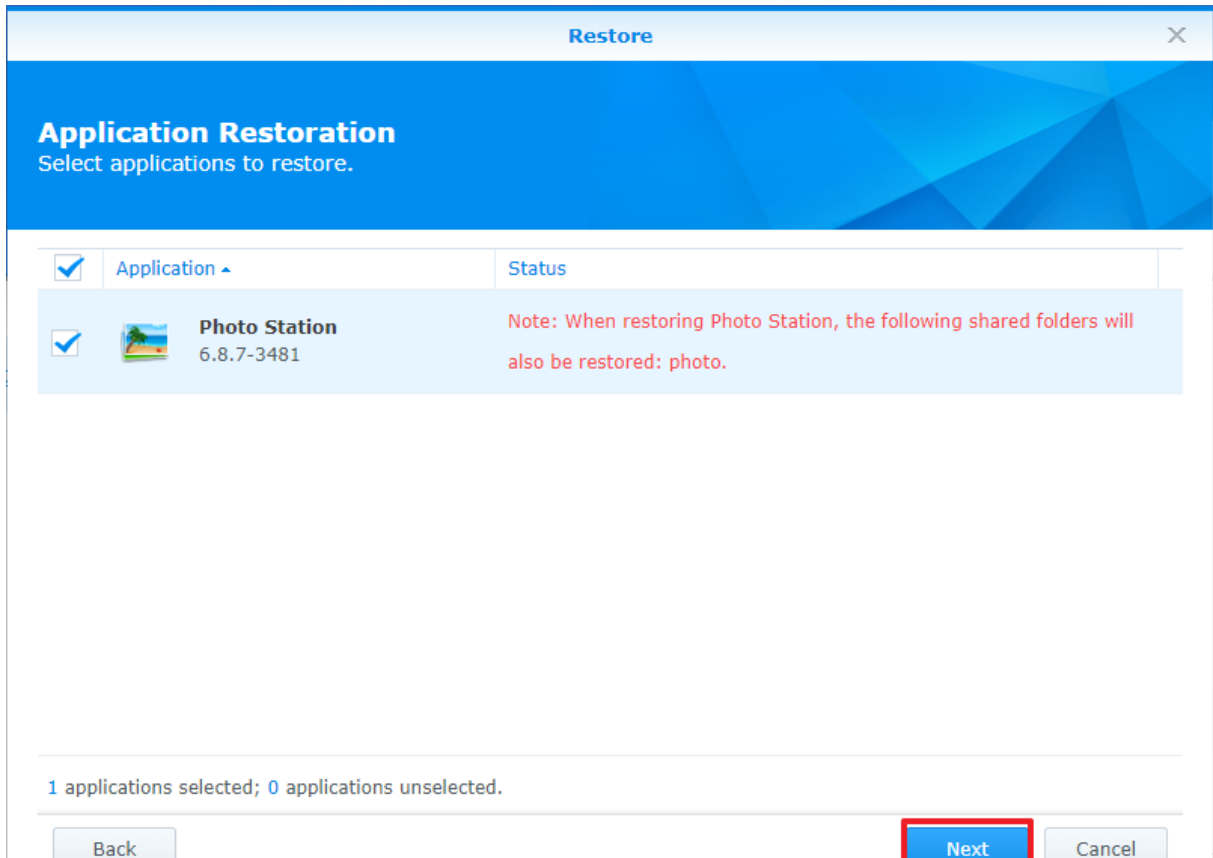 Restore
Application Restoration
Select applications to restore.
Application
Status
Photo Station
6.8.7-3481
Note: When restoring Photo Station, the following shared folders will
also be restored: photo.
1 applications selected; 0 applications unselected.
Back
Next
Cancel